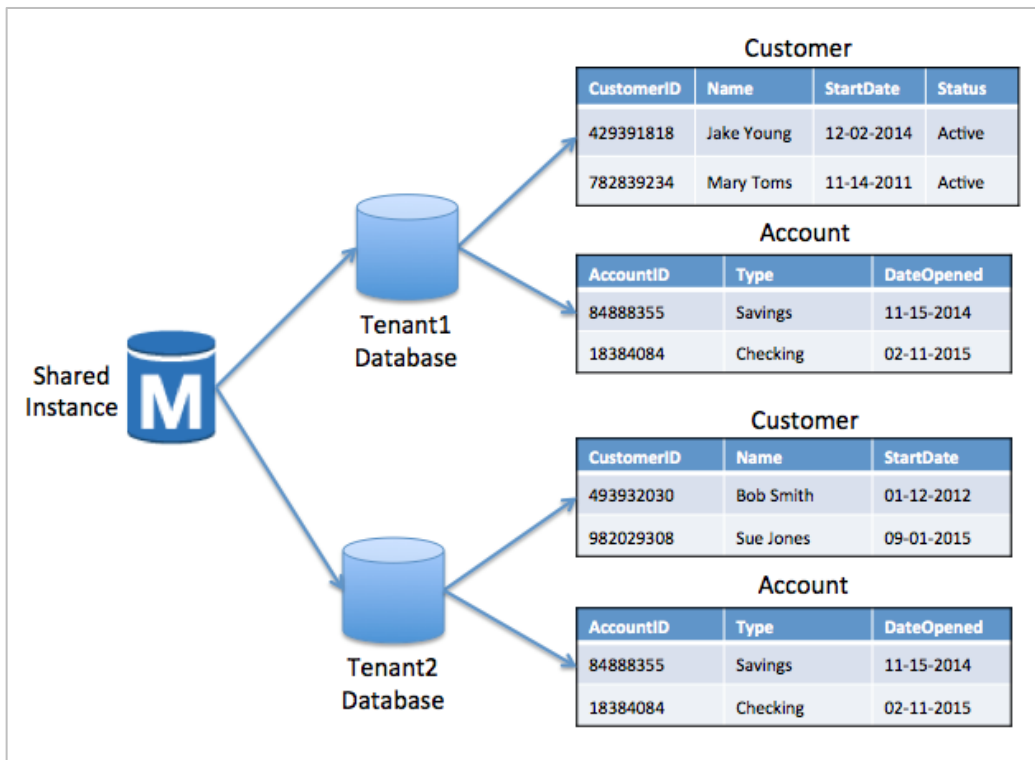 Customer
CustomerID Name StartDate Status
429391818 Jake Young 12-02-2014 Active
782839234 Mary Toms 11-14-2011 Active
Account
AccountID Type DateOpened
84888355 Savings 11-15-2014
18384084 Checking 02-11-2015
Tenant1
Database
Shared
Instance
M
Customer
CustomerID Name StartDate
493932030 Bob Smith 01-12-2012
982029308 Sue Jones 09-01-2015
Account
AccountID Type DateOpened
84888355 Savings 11-15-2014
18384084 Checking 02-11-2015
Tenant2
Database